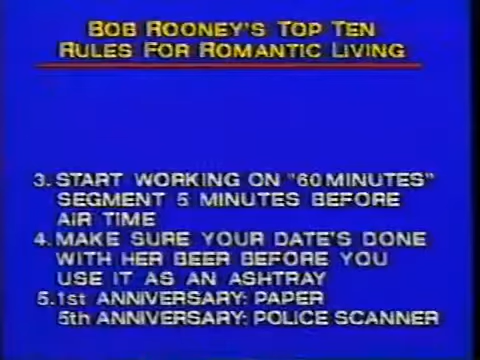 BOB ROONEY'S TOP TEN
RULES FOR ROMANTIC LIVING
3. START WORKING ON "60 MINUTES"
SEGMENT 5 MINUTES BEFORE
AIR TIME
4. MAKE SURE YOUR DATE'S DONE
WITH HER BEER BEFORE YOU
USE IT AS AN ASHTRAY
5. 1st ANNIVERSARY: PAPER
5th ANNIVERSARY: POLICE SCANNER